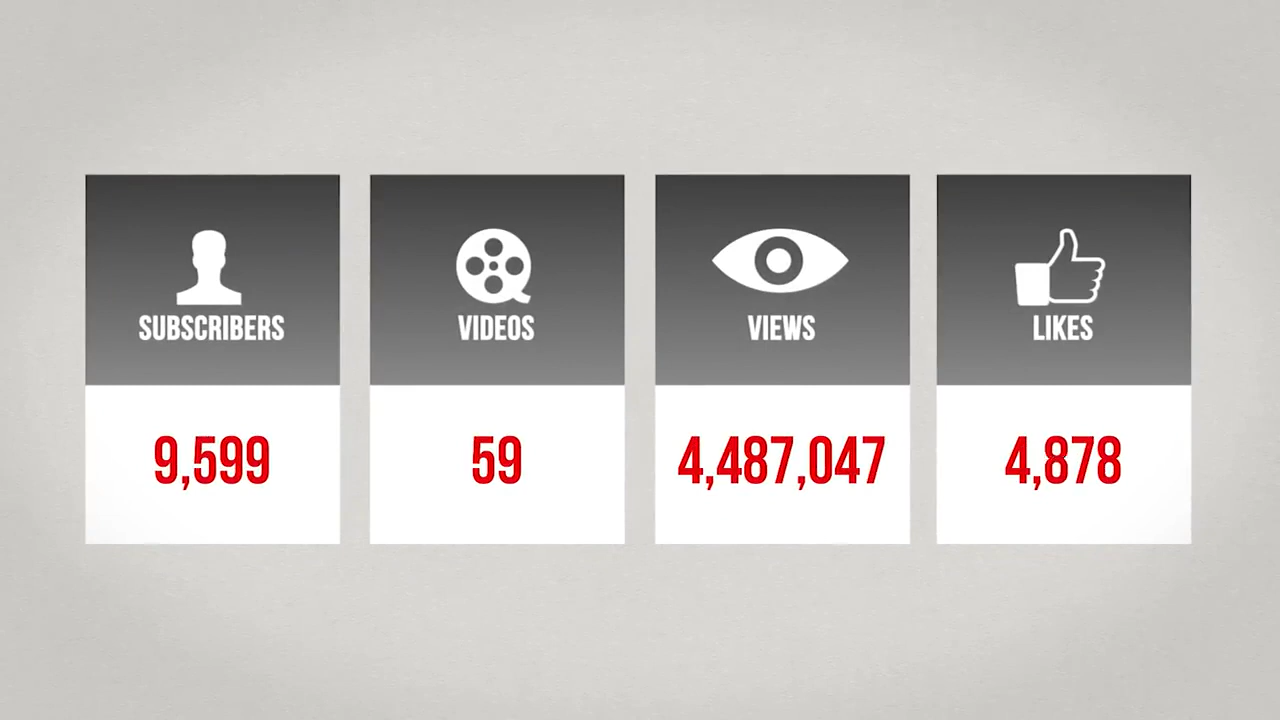 SUBSCRIBERS
9,599
VIDEOS
59
VIEWS
4,487,047
LIKES
4,878